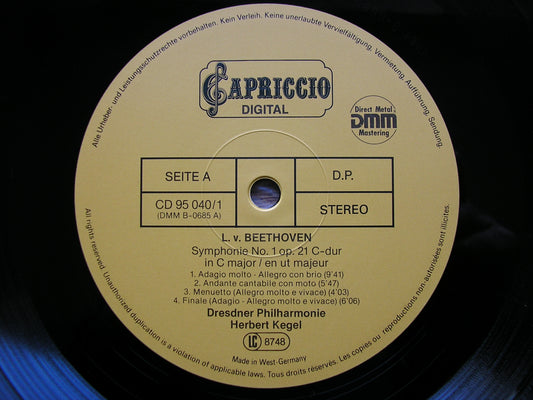 Alle Urheber- und Leistungsschutzrechte vorbehalten. Kein Verleih. Keine unerlaubte Vervielfältigung, Vermietung, Aufführung, Sendung.
CAPRICCIO
DIGITAL
Direct Metal
DMM
Mastering
SEITE A
D.P.
CD 95 040/1
(DMM B-0685 A)
STEREO
L. v. BEETHOVEN
Symphonie No. 1 op. 21 C-dur
in C major / en ut majeur
1. Adagio molto - Allegro con brio (9'41)
2. Andante cantabile con moto (5'47)
3. Menuetto (Allegro molto e vivace) (4'03)
4. Finale (Adagio - Allegro molto e vivace) (6'06)
Dresdner Philharmonie
Herbert Kegel
LC 8748
Made in West-Germany
All rights reserved. Unauthorized duplication is a violation of applicable laws. Tous droits réservés. Les copies ou reproductions non-autorisées sont illicites.